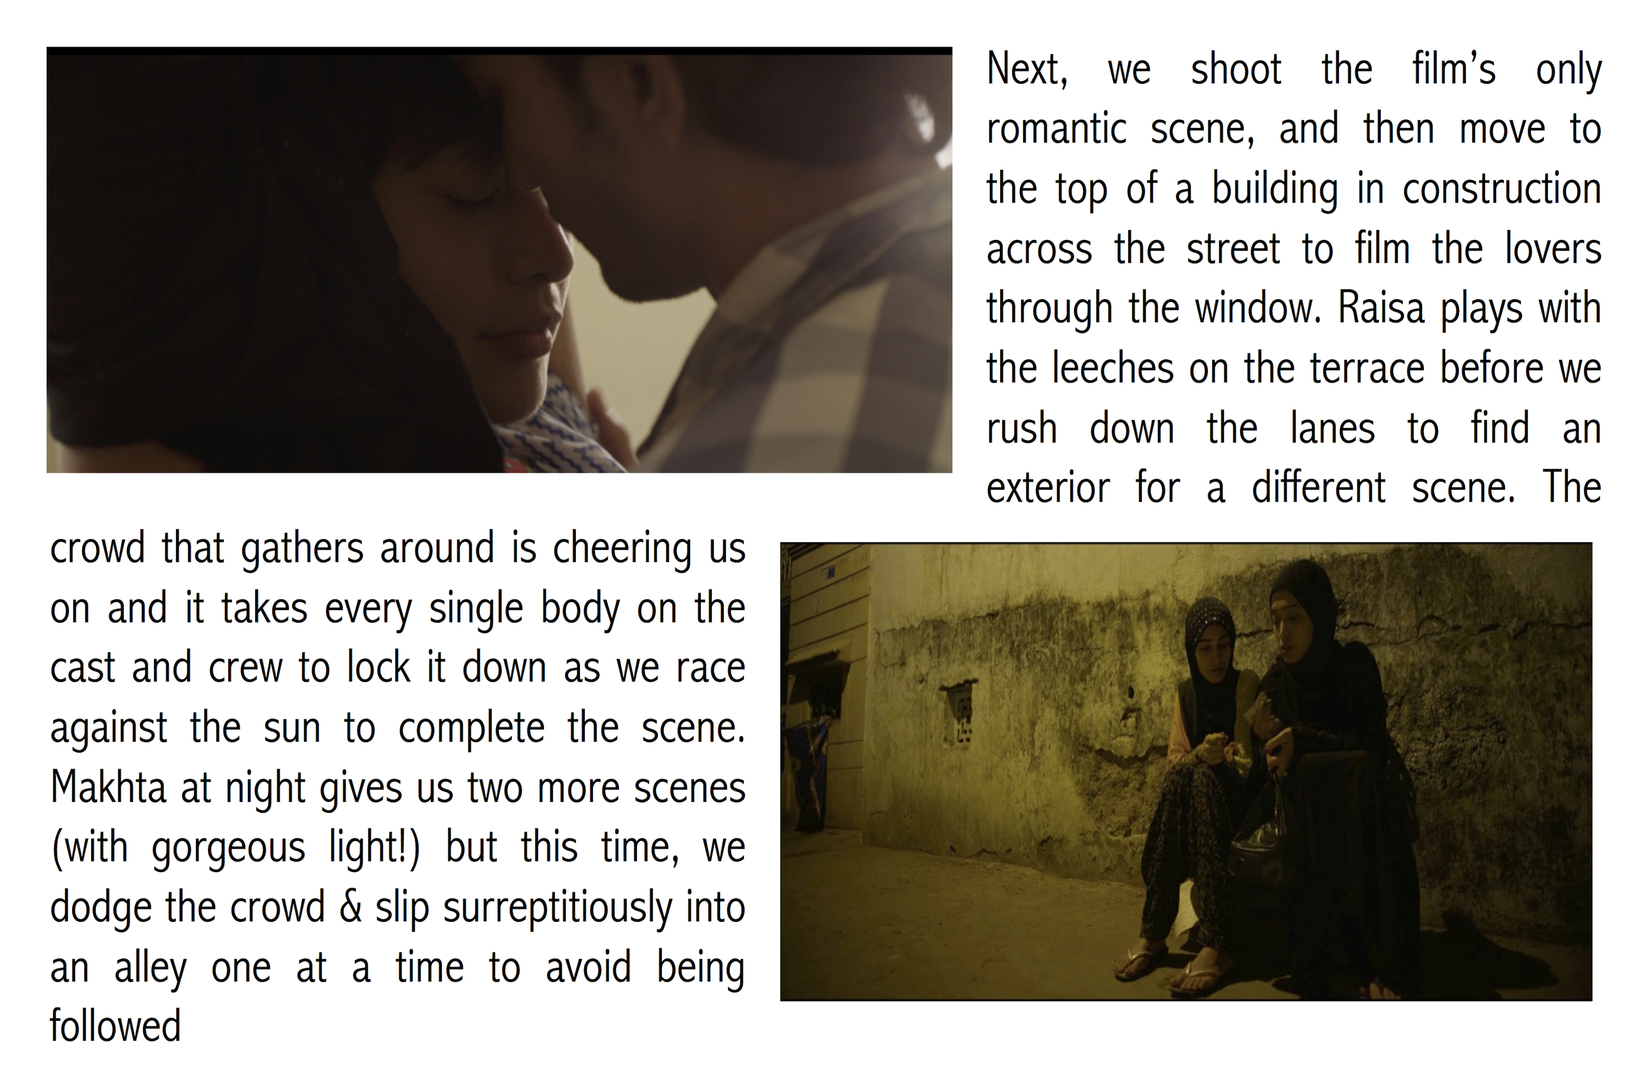 Next, we shoot the film’s only
romantic scene, and then move to
the top of a building in construction
across the street to film the lovers
through the window. Raisa plays with
the leeches on the terrace before we
rush down the lanes to find an
exterior for a different scene. The
crowd that gathers around is cheering us
on and it takes every single body on the
cast and crew to lock it down as we race
against the sun to complete the scene.
Makhta at night gives us two more scenes
(with gorgeous light!) but this time, we
dodge the crowd & slip surreptitiously into
an alley one at a time to avoid being
followed